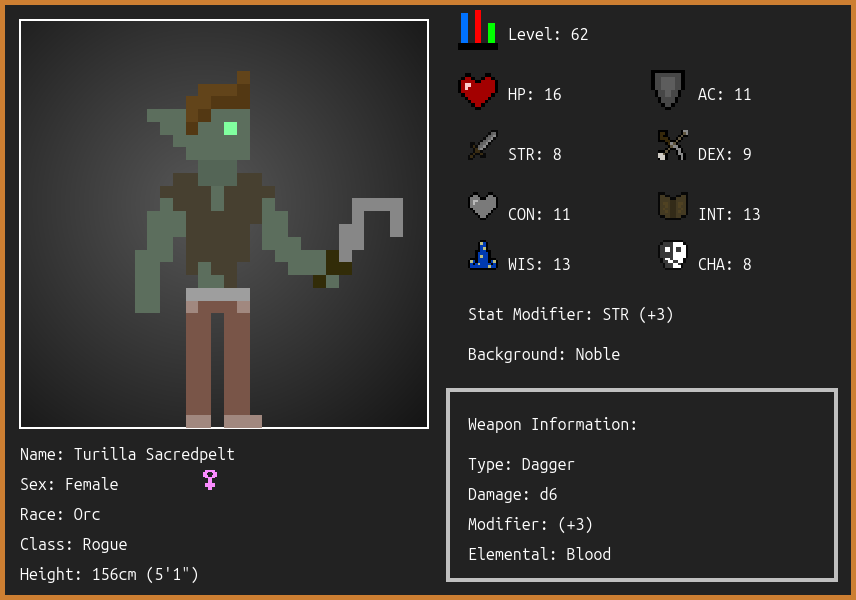 Level: 62
HP: 16
AC: 11
STR: 8
DEX: 9
CON: 11
INT: 13
WIS: 13
CHA: 8
Stat Modifier: STR (+3)
Background: Noble
Weapon Information:
Type: Dagger
Damage: d6
Modifier: (+3)
Elemental: Blood
Name: Turilla Sacredpelt
Sex: Female
Race: Orc
Class: Rogue
Height: 156cm (5'1")